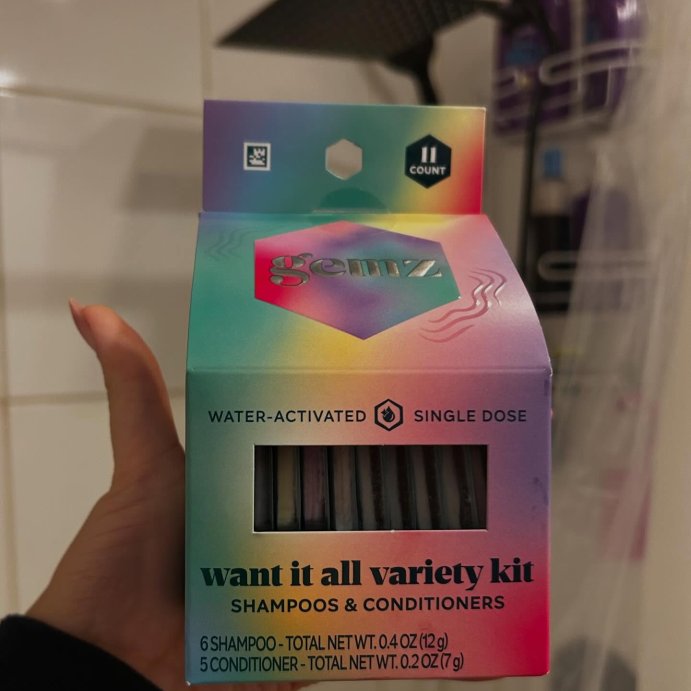 11
COUNT
gemz
WATER-ACTIVATED SINGLE DOSE
want it all variety kit
SHAMPOOS & CONDITIONERS
6 SHAMPOO - TOTAL NET WT. 0.4 OZ (12 g)
5 CONDITIONER - TOTAL NET WT. 0.2 OZ (7 g)